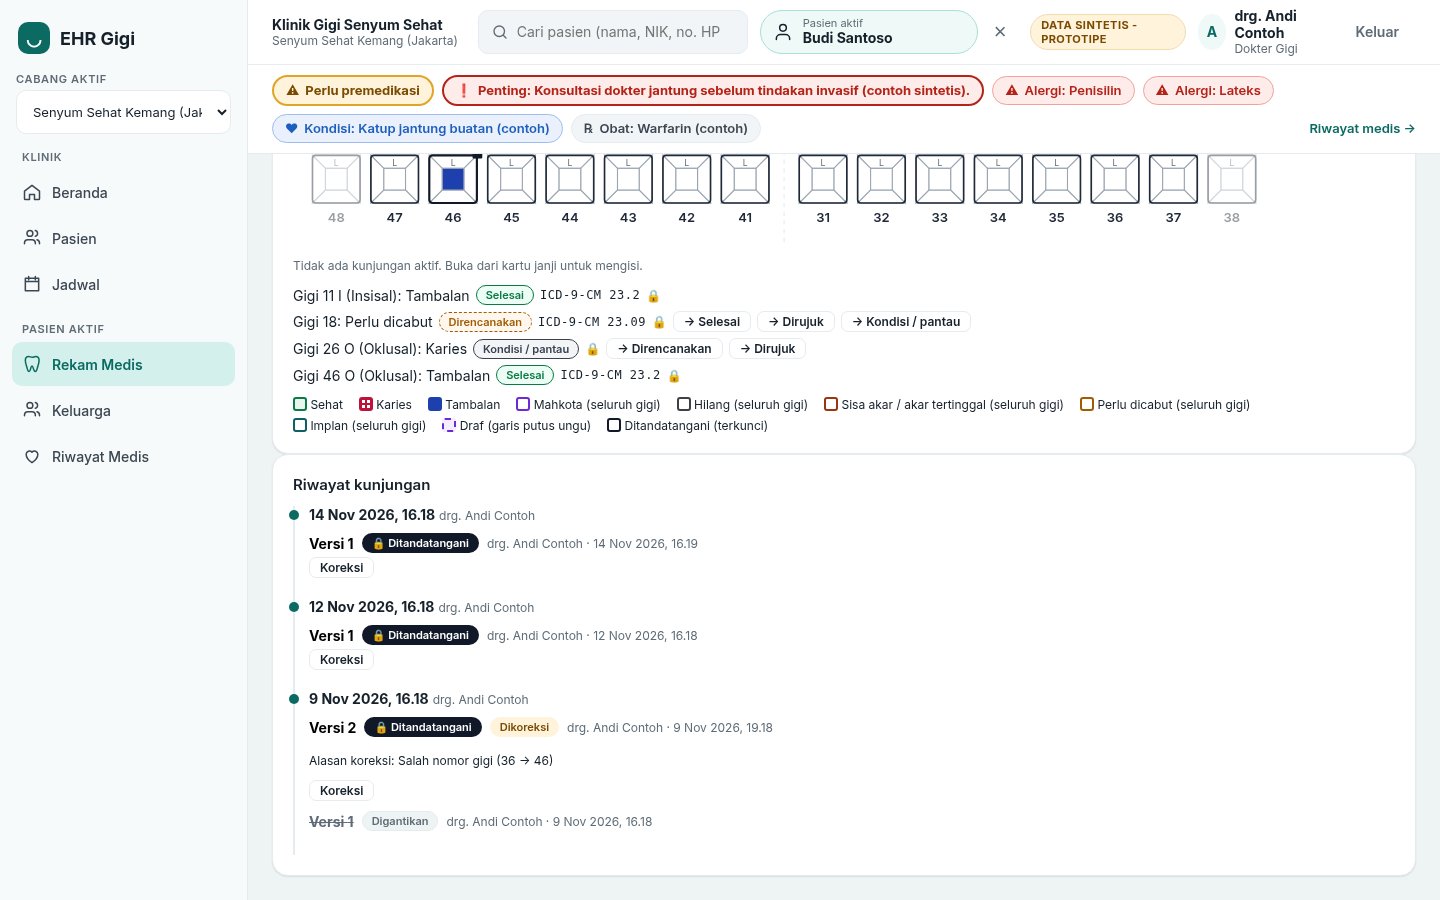 EHR Gigi
CABANG AKTIF
Senyum Sehat Kemang (Jak
KLINIK
Beranda
Pasien
Jadwal
PASIEN AKTIF
Rekam Medis
Keluarga
Riwayat Medis
Klinik Gigi Senyum Sehat
Senyum Sehat Kemang (Jakarta)
Cari pasien (nama, NIK, no. HP
Pasien aktif
Budi Santoso
×
DATA SINTETIS - PROTOTIPE
A
drg. Andi Contoh
Dokter Gigi
Keluar
⚠ Perlu premedikasi
❗ Penting: Konsultasi dokter jantung sebelum tindakan invasif (contoh sintetis).
⚠ Alergi: Penisilin
⚠ Alergi: Lateks
♥ Kondisi: Katup jantung buatan (contoh)
℞ Obat: Warfarin (contoh)
Riwayat medis →
L L L L L L L L L L L L L L L L
48 47 46 45 44 43 42 41 31 32 33 34 35 36 37 38
Tidak ada kunjungan aktif. Buka dari kartu janji untuk mengisi.
Gigi 11 I (Insisal): Tambalan Selesai ICD-9-CM 23.2 🔒
Gigi 18: Perlu dicabut Direncanakan ICD-9-CM 23.09 🔒 → Selesai → Dirujuk → Kondisi / pantau
Gigi 26 O (Oklusal): Karies Kondisi / pantau 🔒 → Direncanakan → Dirujuk
Gigi 46 O (Oklusal): Tambalan Selesai ICD-9-CM 23.2 🔒
Sehat Karies Tambalan Mahkota (seluruh gigi) Hilang (seluruh gigi) Sisa akar / akar tertinggal (seluruh gigi) Perlu dicabut (seluruh gigi)
Implan (seluruh gigi) Draf (garis putus ungu) Ditandatangani (terkunci)
Riwayat kunjungan
14 Nov 2026, 16.18 drg. Andi Contoh
Versi 1 🔒 Ditandatangani drg. Andi Contoh · 14 Nov 2026, 16.19
Koreksi
12 Nov 2026, 16.18 drg. Andi Contoh
Versi 1 🔒 Ditandatangani drg. Andi Contoh · 12 Nov 2026, 16.18
Koreksi
9 Nov 2026, 16.18 drg. Andi Contoh
Versi 2 🔒 Ditandatangani Dikoreksi drg. Andi Contoh · 9 Nov 2026, 19.18
Alasan koreksi: Salah nomor gigi (36 → 46)
Koreksi
Versi 1 Digantikan drg. Andi Contoh · 9 Nov 2026, 16.18